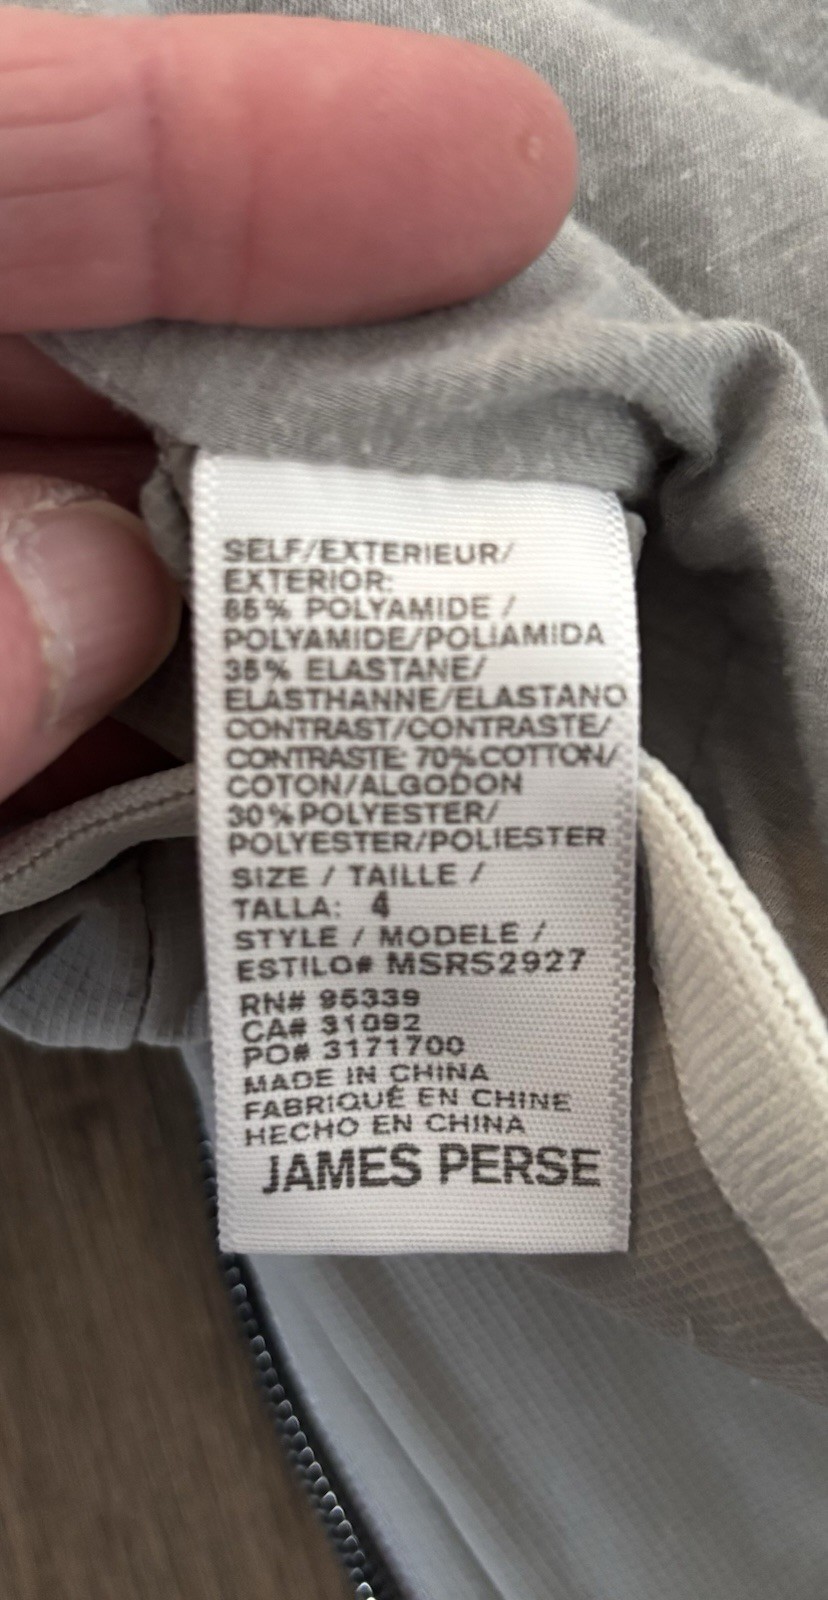 SELF/EXTERIEUR/
EXTERIOR:
65% POLYAMIDE /
POLYAMIDE/POLIAMIDA
35% ELASTANE/
ELASTHANNE/ELASTANO
CONTRAST/CONTRASTE/
CONTRASTE: 70%COTTON/
COTON/ALGODON
30%POLYESTER/
POLYESTER/POLIESTER
SIZE / TAILLE /
TALLA: 4
STYLE / MODELE /
ESTILO# MSRS2927
RN# 95339
CA# 31092
PO# 3171700
MADE IN CHINA
FABRIQUÉ EN CHINE
HECHO EN CHINA
JAMES PERSE